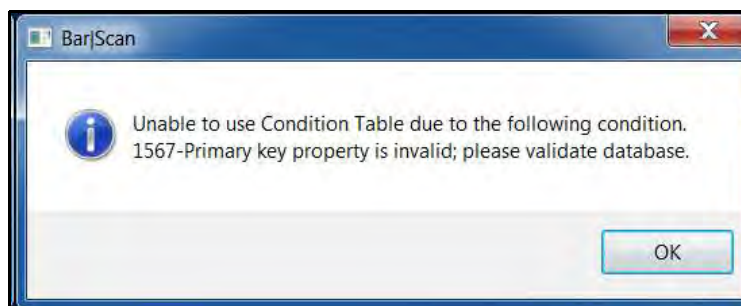 Bar|Scan
Unable to use Condition Table due to the following condition.
1567-Primary key property is invalid; please validate database.
OK